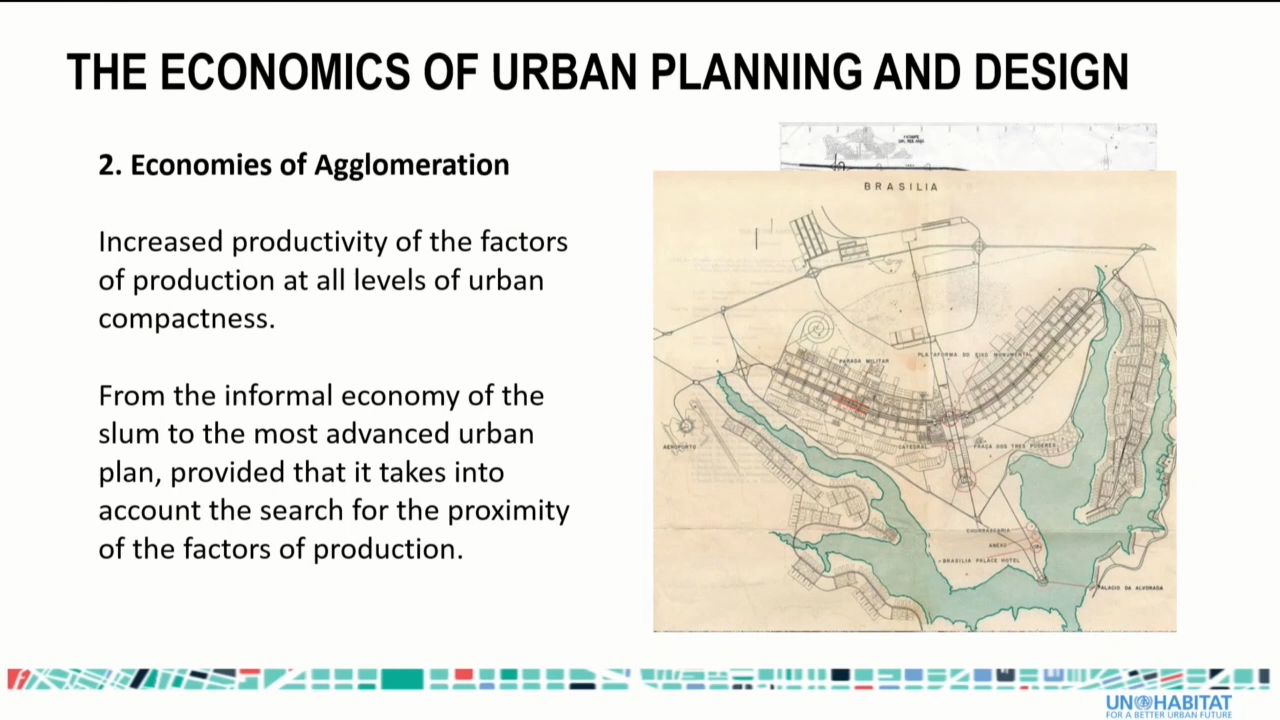 THE ECONOMICS OF URBAN PLANNING AND DESIGN
2. Economies of Agglomeration
Increased productivity of the factors
of production at all levels of urban
compactness.
From the informal economy of the
slum to the most advanced urban
plan, provided that it takes into
account the search for the proximity
of the factors of production.
BRASILIA
PARADA MILITAR
PLATAFORMA DO EIXO MONUMENTAL
AEROPORTO
CATEDRAL
PRAÇA DOS TRES PODERES
CHURRASCARIA
ANEXO
BRASILIA PALACE HOTEL
PALACIO DA ALVORADA
UN HABITAT
FOR A BETTER URBAN FUTURE